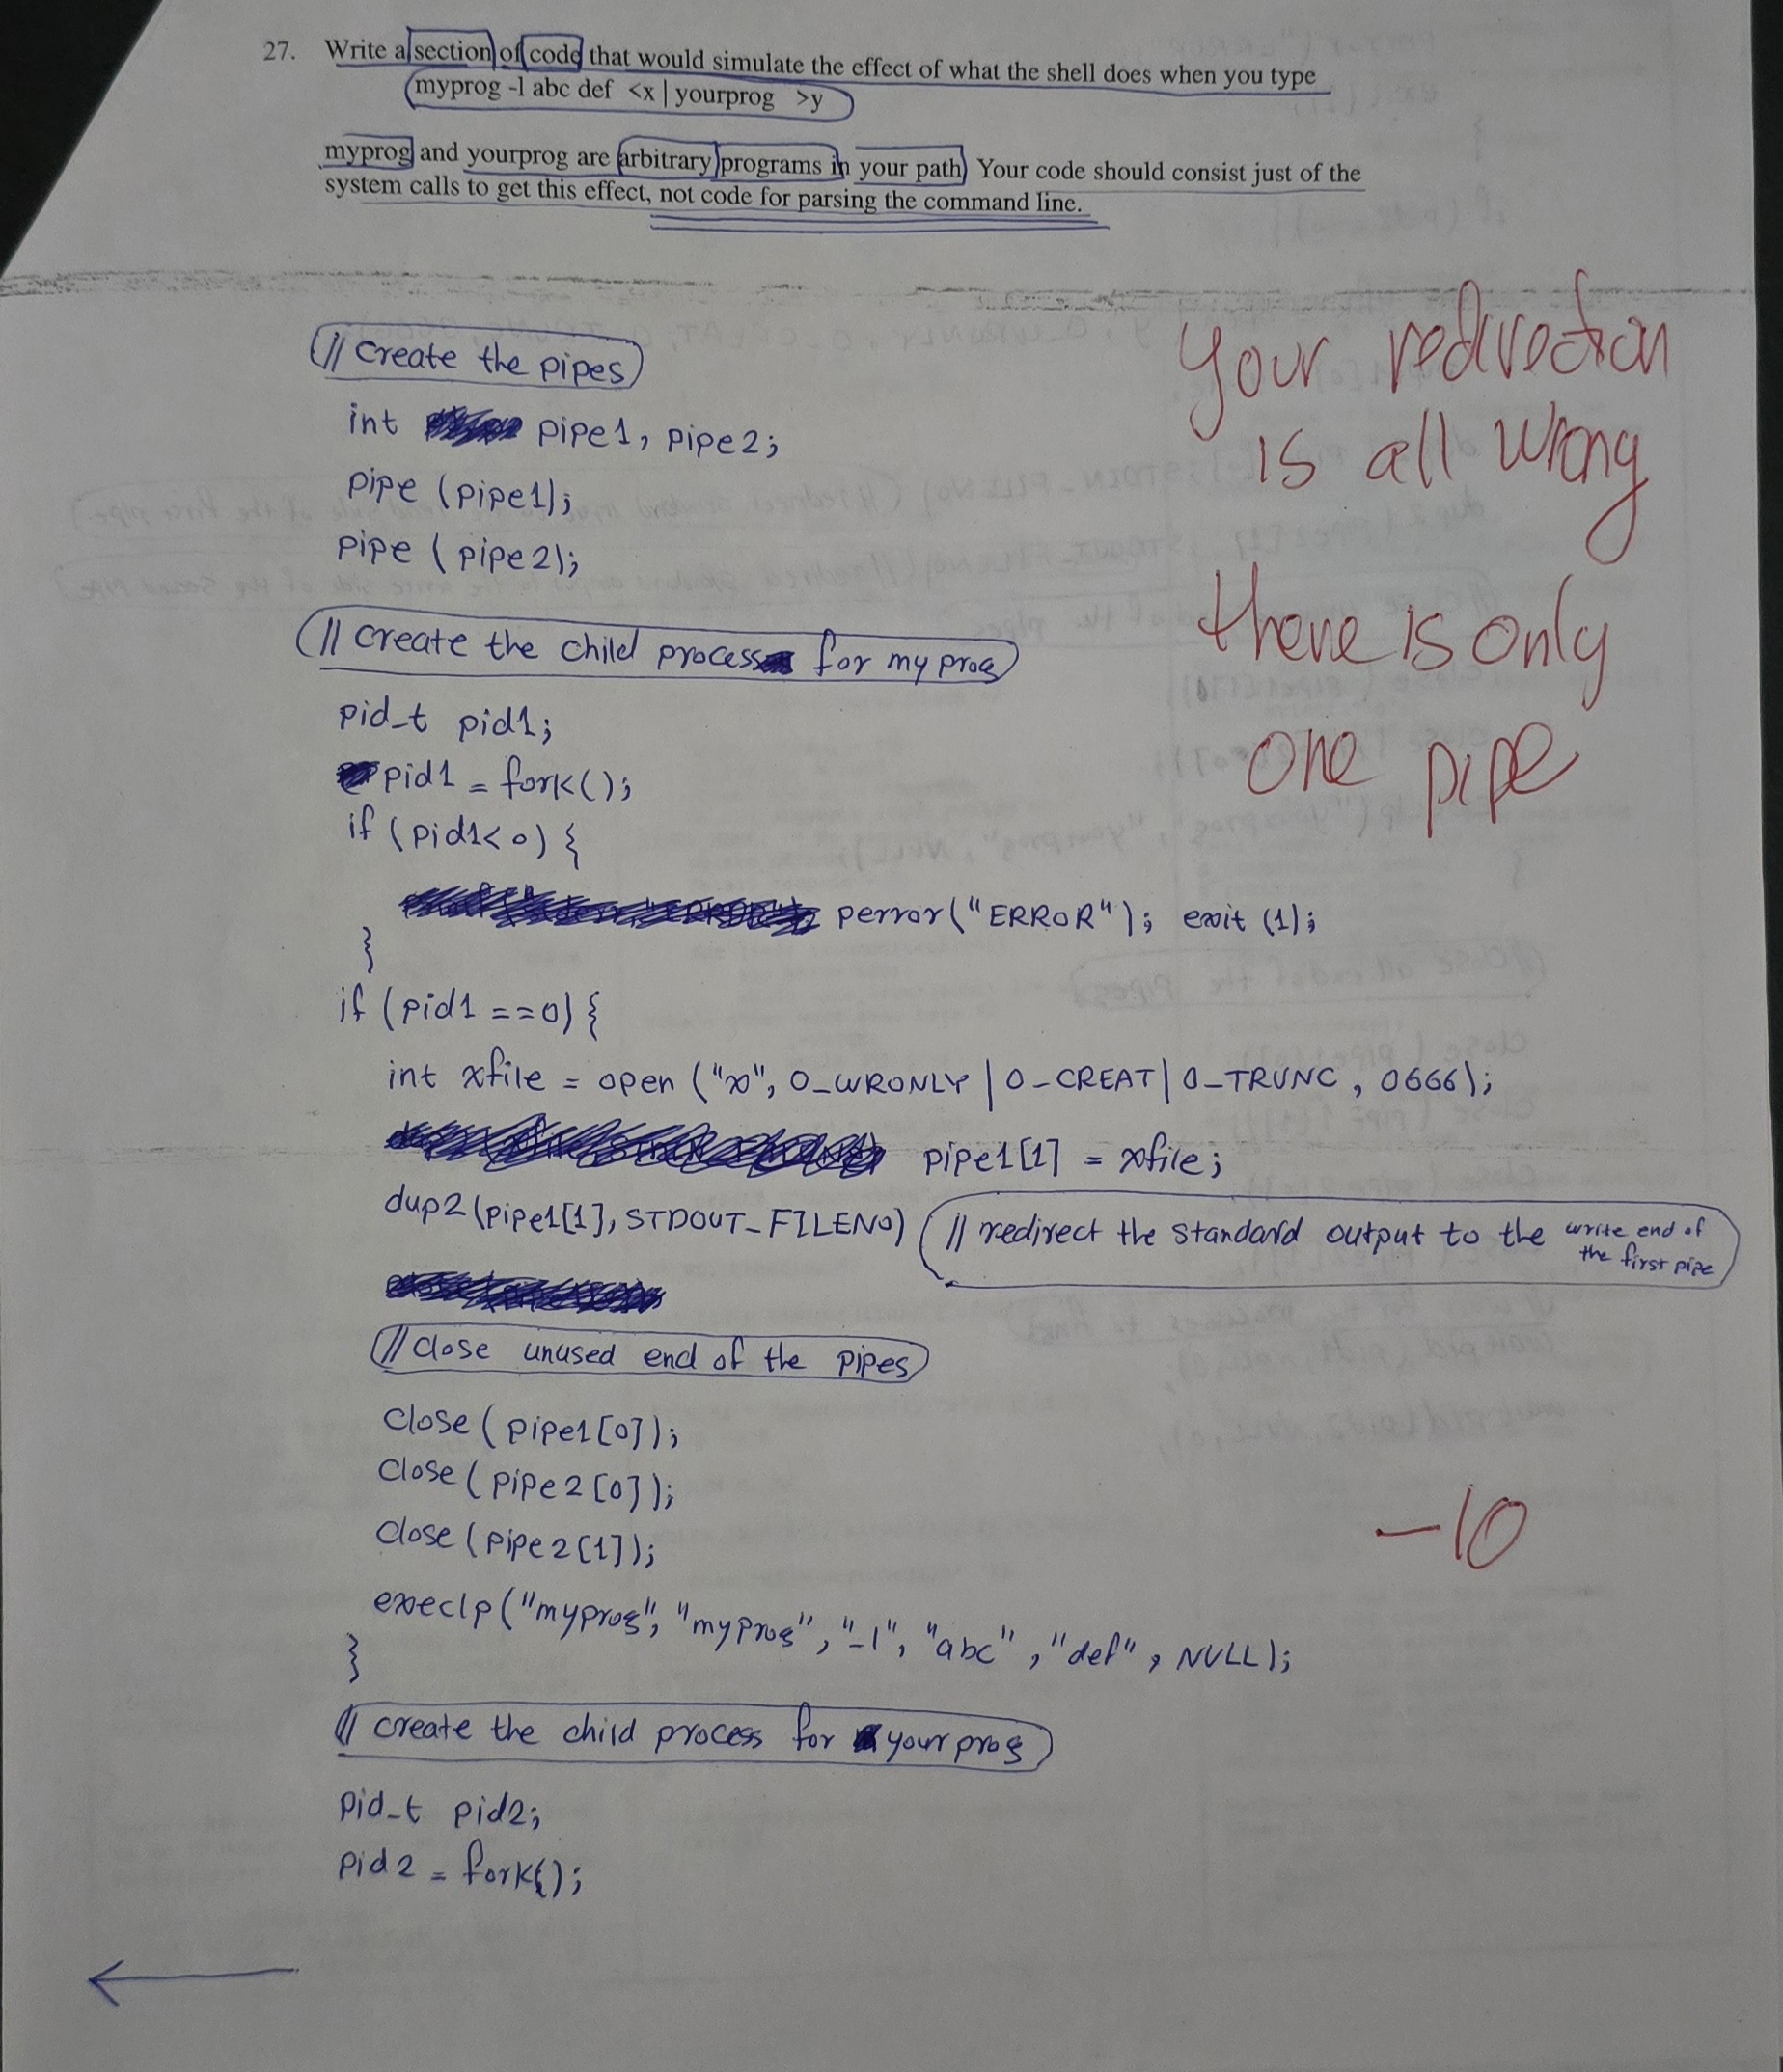 27. Write a section of code that would simulate the effect of what the shell does when you type
myprog -l abc def <x | yourprog >y
myprog and yourprog are arbitrary programs in your path. Your code should consist just of the
system calls to get this effect, not code for parsing the command line.
// create the pipes
int pipe1, pipe2;
pipe (pipe1);
pipe (pipe2);
Your redirection
is all wrong
there is only
one pipe
// create the child process for myprog
pid_t pid1;
pid1 = fork();
if (pid1<0) {
perror("ERROR"); exit (1);
}
if (pid1 ==0) {
int xfile = open ("x", O_WRONLY | O_CREAT | O_TRUNC, 0666);
pipe1[1] = xfile;
dup2(pipe1[1], STDOUT_FILENO) // redirect the standard output to the write end of
the first pipe
// close unused end of the pipes
close (pipe1[0]);
close (pipe2[0]);
close (pipe2[1]);
-10
execlp("myprog", "myprog", "-l", "abc", "def", NULL);
}
// create the child process for yourprog
pid_t pid2;
pid2 = fork();